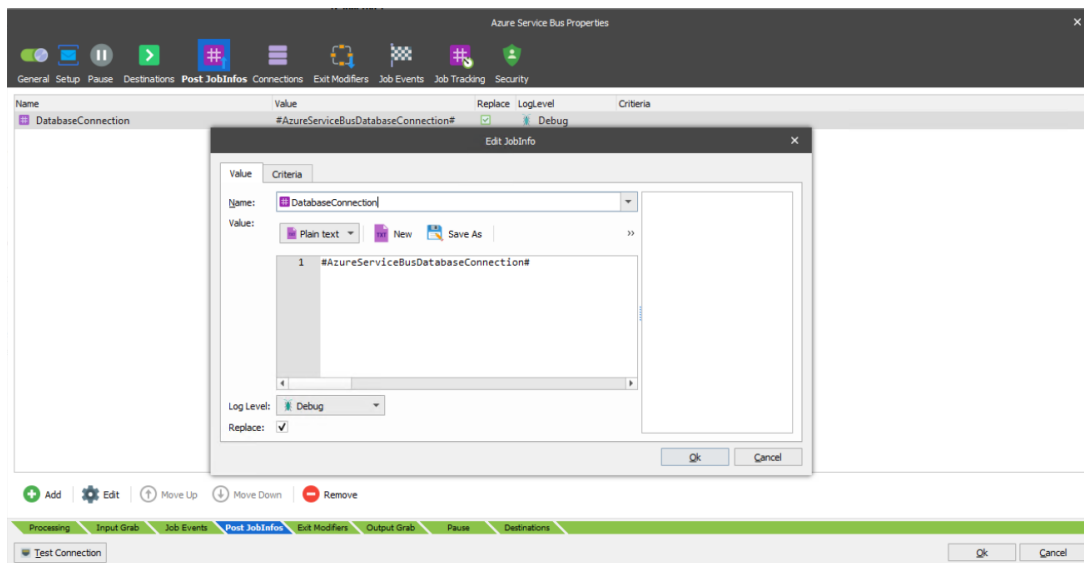 Azure Service Bus Properties
General Setup Pause Destinations Post JobInfos Connections Exit Modifiers Job Events Job Tracking Security
Name Value Replace LogLevel Critieria
DatabaseConnection #AzureServiceBusDatabaseConnection# Debug
Edit JobInfo
Value Criteria
Name: DatabaseConnection
Value:
Plain text New Save As
1 #AzureServiceBusDatabaseConnection#
Log Level: Debug
Replace:
Ok Cancel
Add Edit Move Up Move Down Remove
Processing Input Grab Job Events Post JobInfos Exit Modifiers Output Grab Pause Destinations
Test Connection Ok Cancel